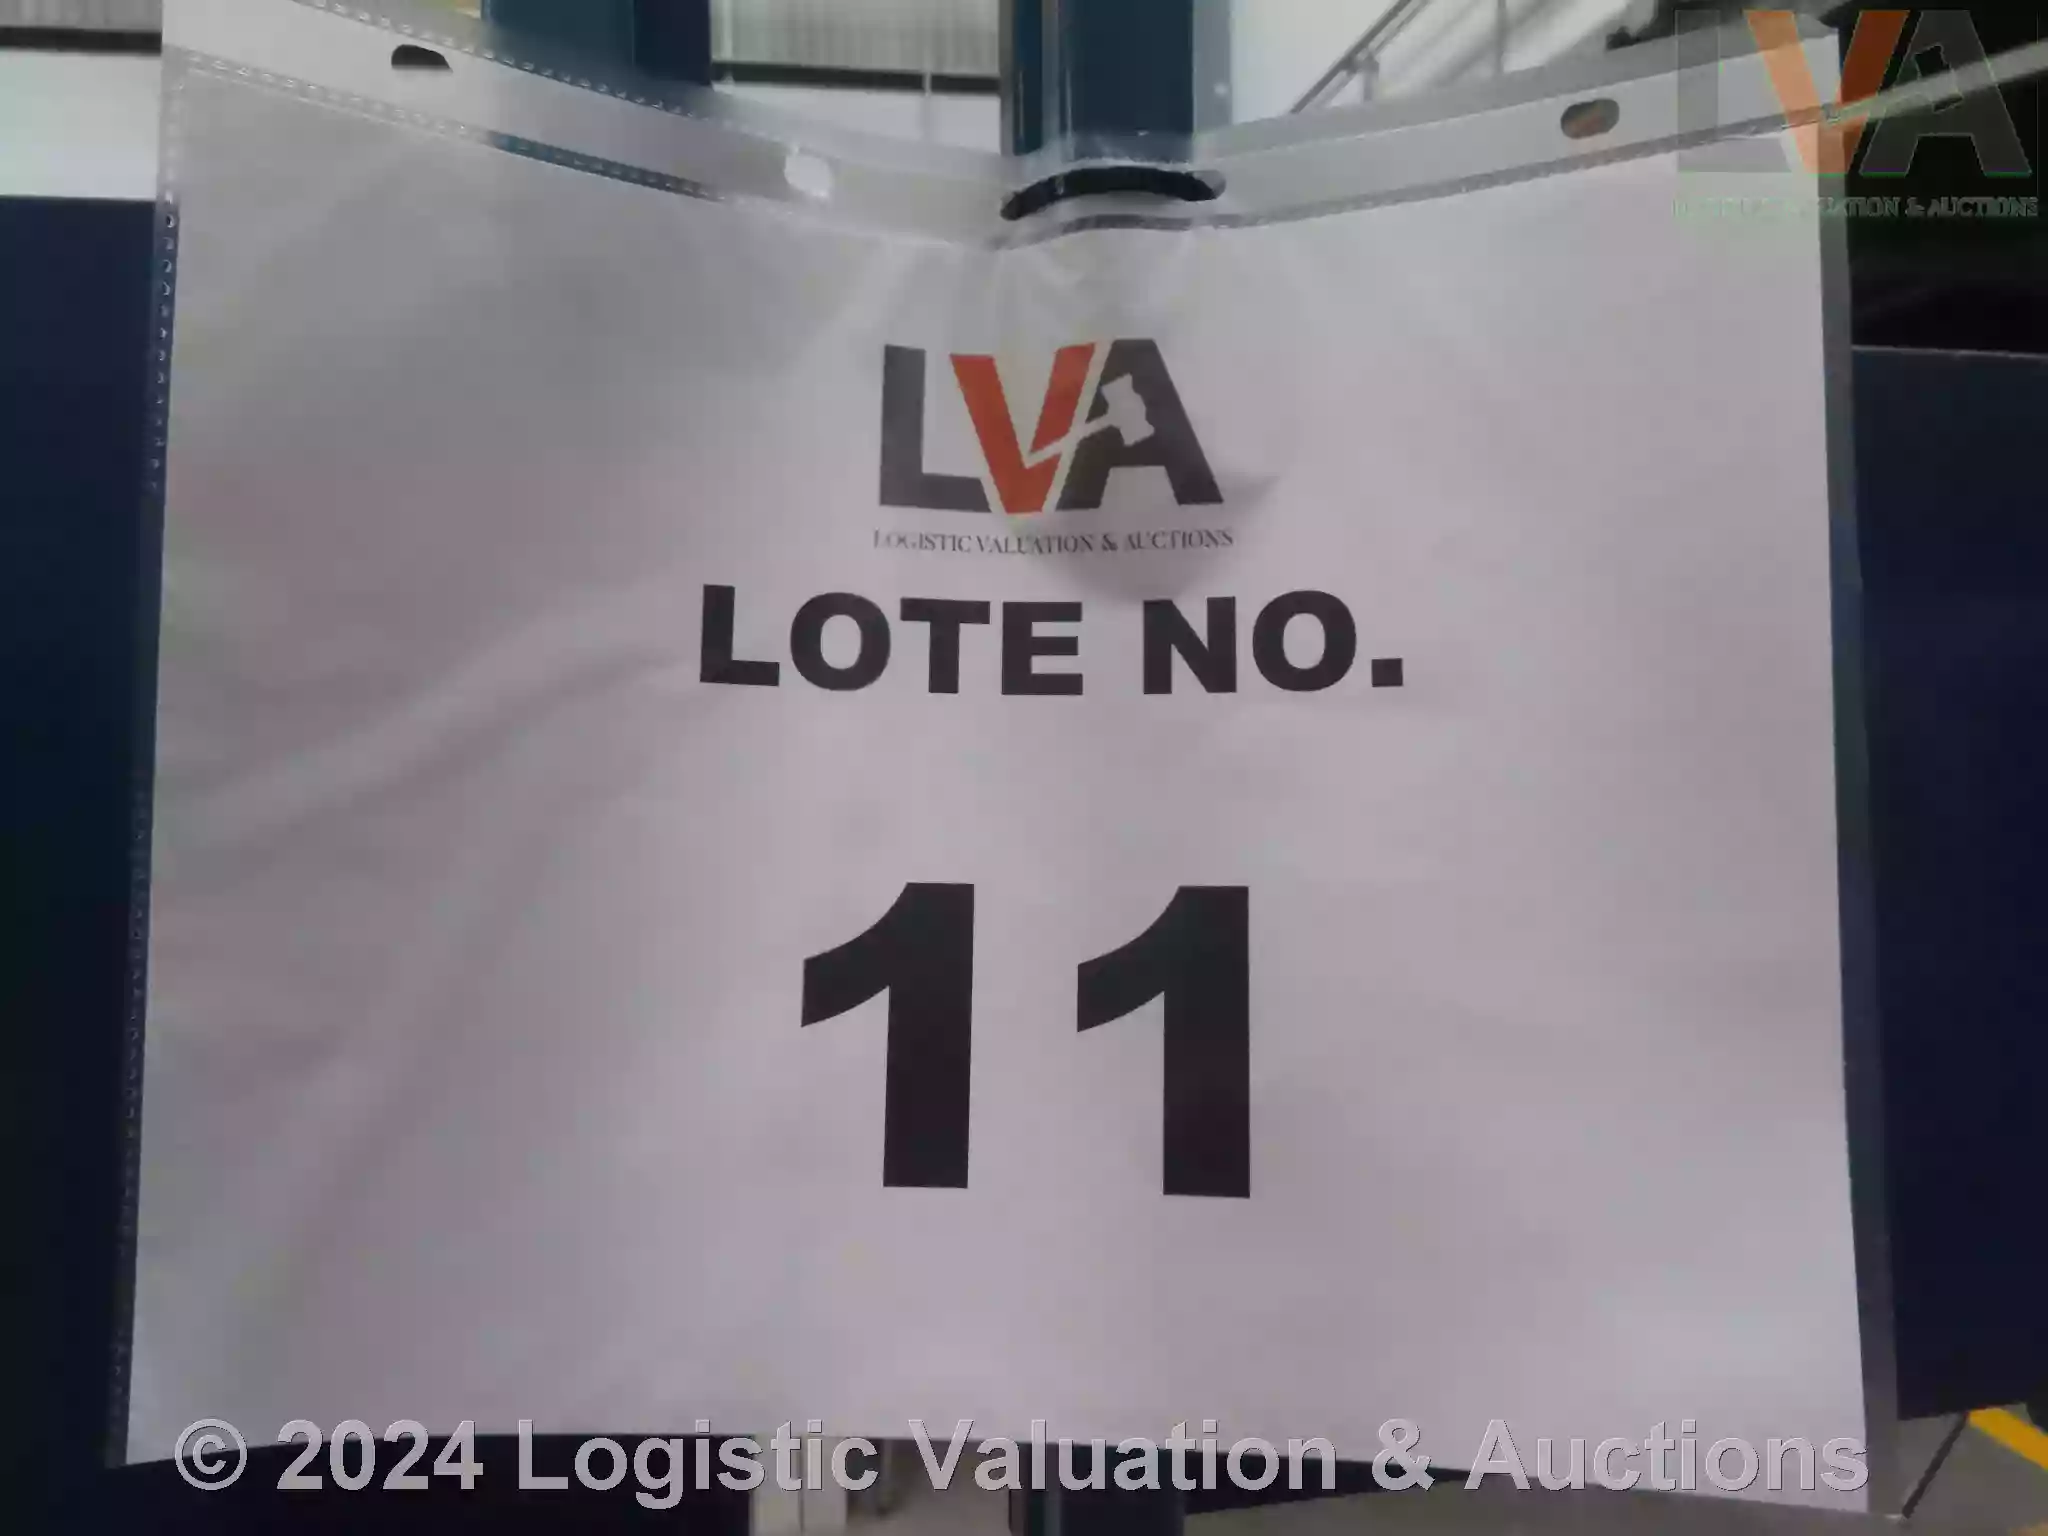 LVA
LOGISTIC VALUATION & AUCTIONS
LVA
LOGISTIC VALUATION & AUCTIONS
LOTE NO.
11
© 2024 Logistic Valuation & Auctions